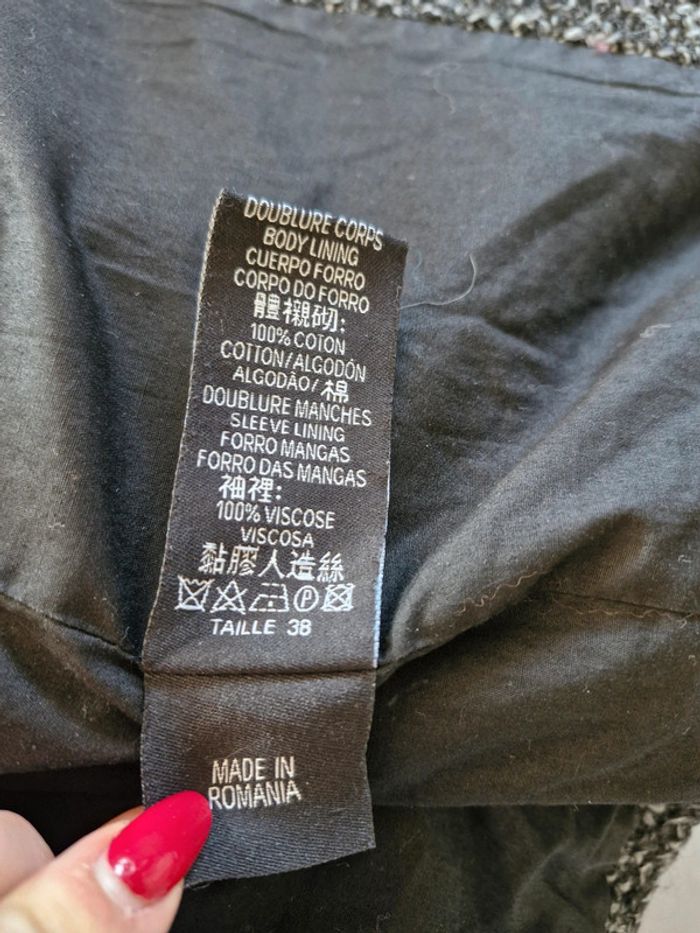 DOUBLURE CORPS
BODY LINING
CUERPO FORRO
CORPO DO FORRO
體襯砌:
100% COTON
COTTON/ALGODÓN
ALGODÃO/棉
DOUBLURE MANCHES
SLEEVE LINING
FORRO MANGAS
FORRO DAS MANGAS
袖裡:
100% VISCOSE
VISCOSA
黏膠人造絲
P
TAILLE 38
MADE IN
ROMANIA